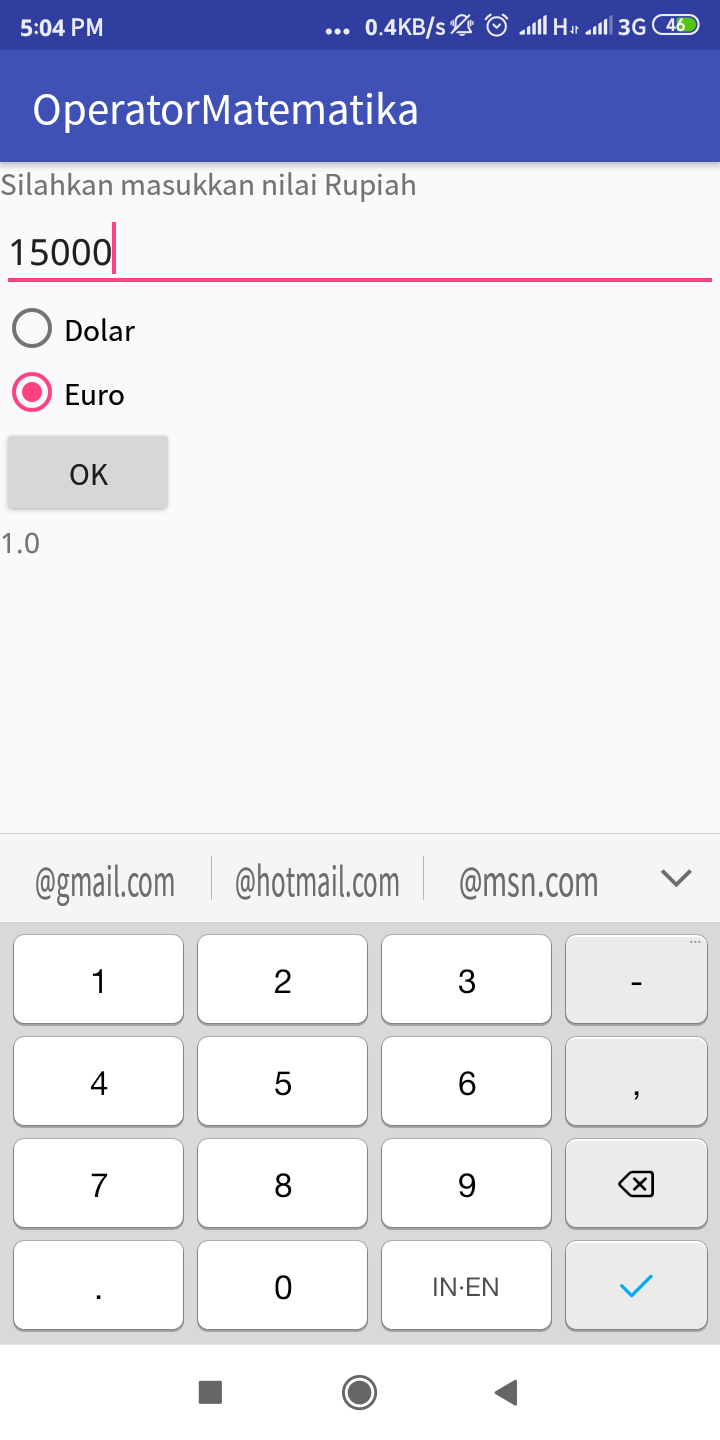 5:04 PM ... 0.4KB/s H 3G 46
OperatorMatematika
Silahkan masukkan nilai Rupiah
15000
Dolar
Euro
OK
1.0
@gmail.com @hotmail.com @msn.com
1 2 3 -
4 5 6 ,
7 8 9
. 0 IN·EN